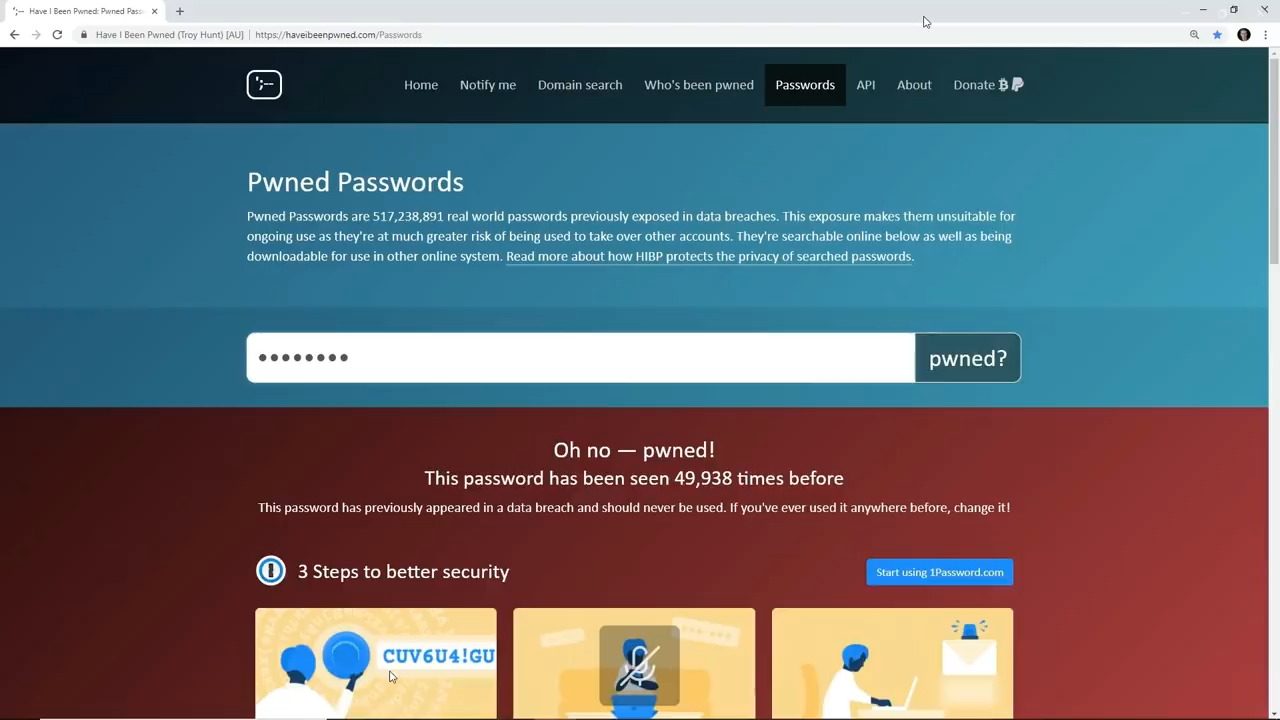 Have I Been Pwned: Pwned Pass
Have I Been Pwned (Troy Hunt) [AU]
https://haveibeenpwned.com/Passwords
Home
Notify me
Domain search
Who's been pwned
Passwords
API
About
Donate
Pwned Passwords
Pwned Passwords are 517,238,891 real world passwords previously exposed in data breaches. This exposure makes them unsuitable for
ongoing use as they're at much greater risk of being used to take over other accounts. They're searchable online below as well as being
downloadable for use in other online system. Read more about how HIBP protects the privacy of searched passwords.
pwned?
Oh no — pwned!
This password has been seen 49,938 times before
This password has previously appeared in a data breach and should never be used. If you've ever used it anywhere before, change it!
3 Steps to better security
Start using 1Password.com
CUV6U4!GU